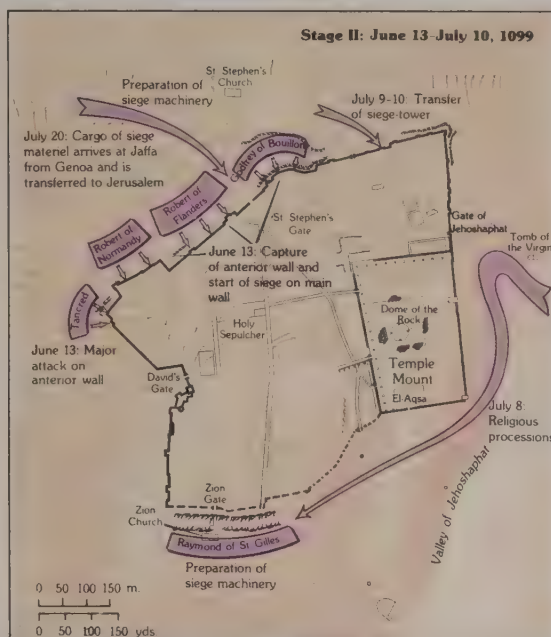 Stage II: June 13-July 10, 1099
St Stephen's
Church
Preparation of
siege machinery
July 9-10: Transfer
of siege-tower
July 20: Cargo of siege
materiel arrives at Jaffa
from Genoa and is
transferred to Jerusalem
Godfrey of Bouillon
Robert of
Flanders
Robert of
Normandy
Tancred
St Stephen's
Gate
Gate of
Jehoshaphat
Tomb of
the Virgin
June 13: Capture
of anterior wall and
start of siege on main
wall
Dome of the
Rock
Holy
Sepulcher
June 13: Major
attack on
anterior wall
Temple
Mount
David's
Gate
El-Aqsa
July 8:
Religious
processions
Zion
Gate
Zion
Church
Raymond of St Gilles
Valley of Jehoshaphat
Preparation of
siege machinery
0 50 100 150 m.
0 50 100 150 yds